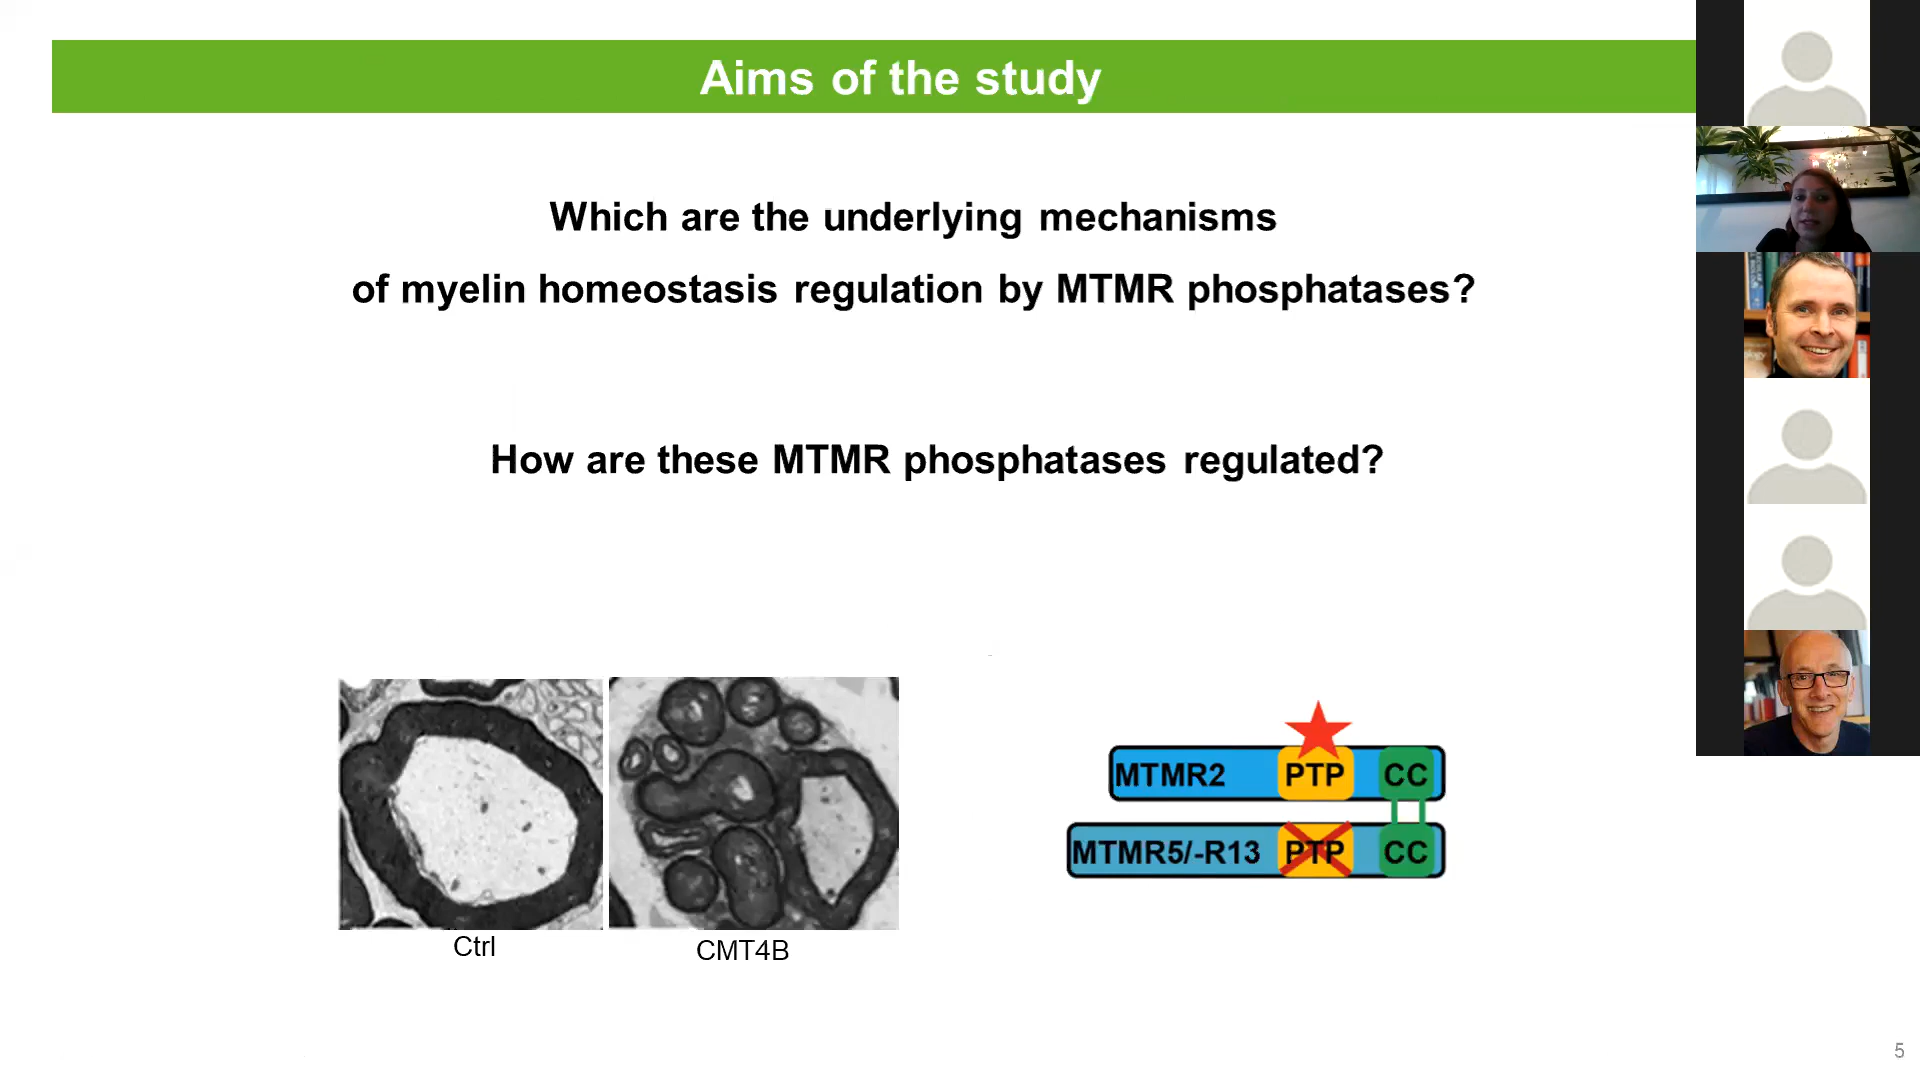 Aims of the study
Which are the underlying mechanisms
of myelin homeostasis regulation by MTMR phosphatases?
How are these MTMR phosphatases regulated?
MTMR2 PTP CC
MTMR5/-R13 PTP CC
Ctrl
CMT4B
5